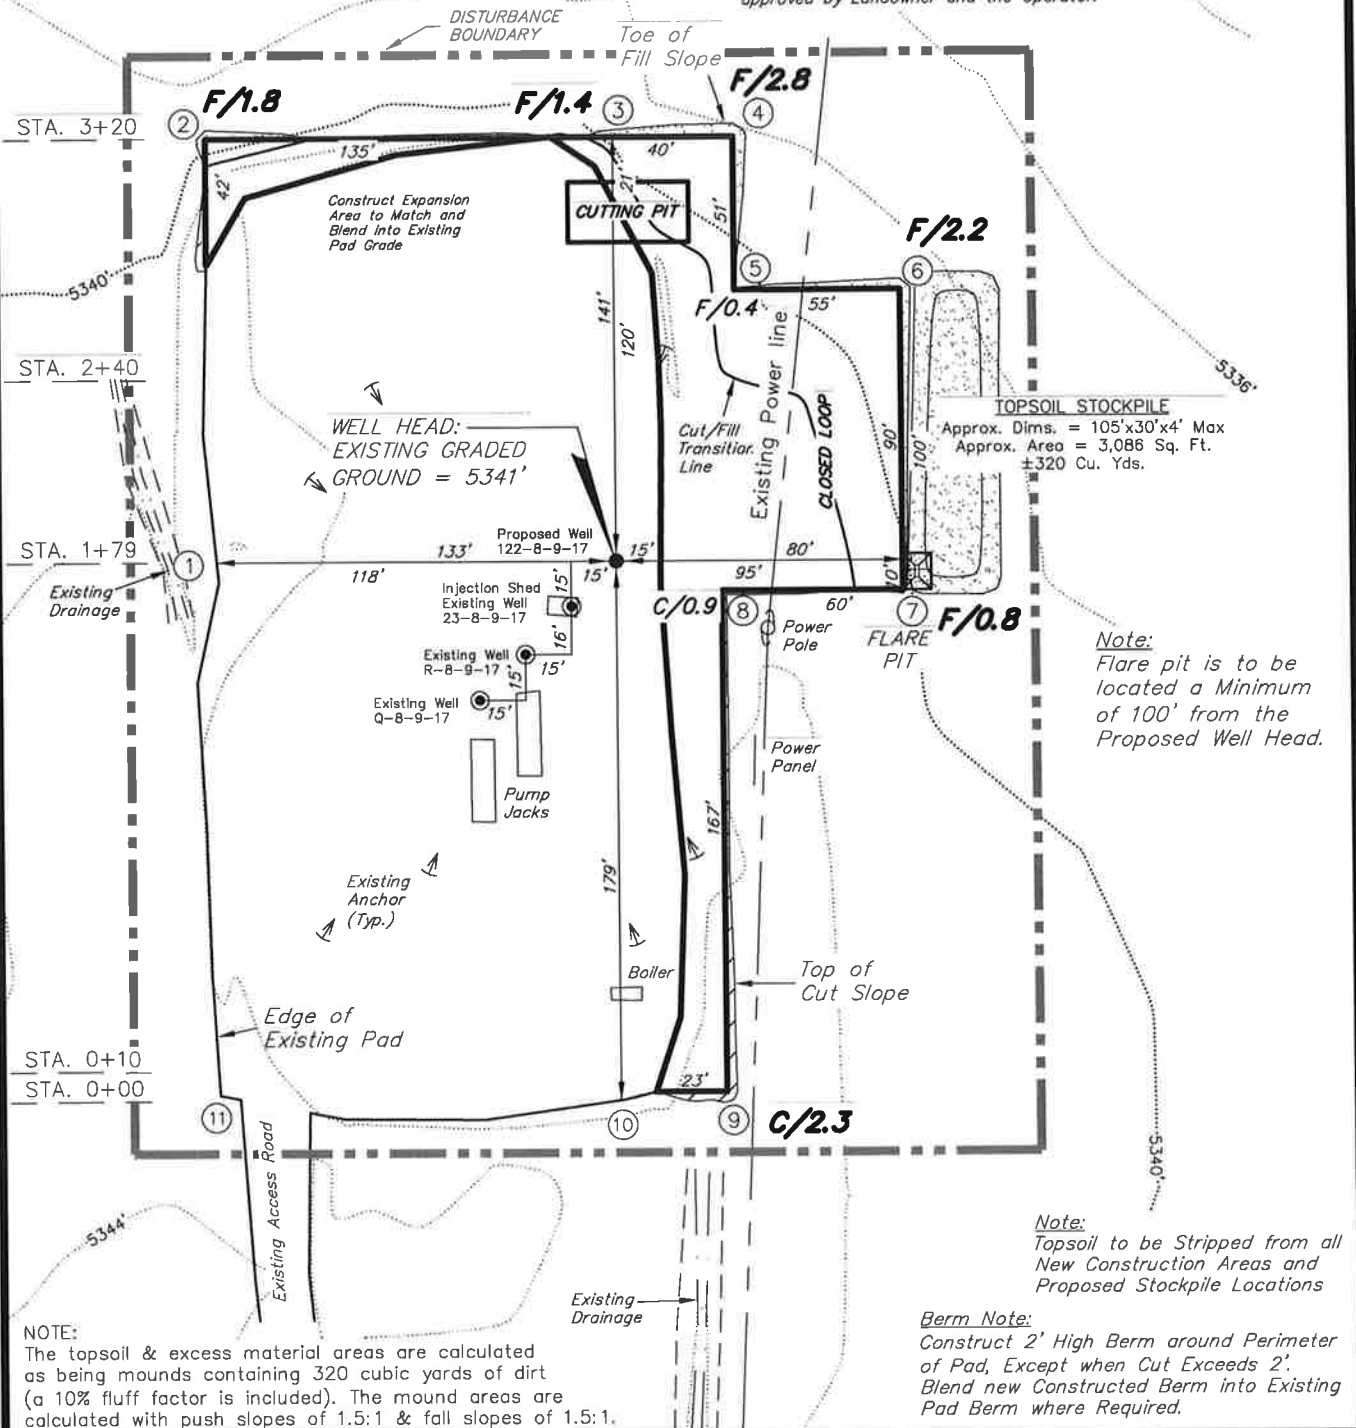 approved by Landowner and the Operator.
DISTURBANCE
BOUNDARY
Toe of
Fill Slope
F/1.8
F/1.4
F/2.8
2
3
4
STA. 3+20
135'
40'
42'
21'
51'
Construct Expansion
Area to Match and
Blend into Existing
Pad Grade
CUTTING PIT
F/2.2
5
6
5340'
F/0.4
55'
141'
120'
STA. 2+40
5336'
Existing Power line
WELL HEAD:
EXISTING GRADED
GROUND = 5341'
Cut/Fill
Transition
Line
CLOSED LOOP
90'
100'
TOPSOIL STOCKPILE
Approx. Dims. = 105'x30'x4' Max
Approx. Area = 3,086 Sq. Ft.
±320 Cu. Yds.
STA. 1+79
1
Existing
Drainage
133'
118'
Proposed Well
122-8-9-17
15'
15'
80'
95'
10'
15'
Injection Shed
Existing Well
23-8-9-17
16'
C/0.9
8
60'
7
F/0.8
FLARE
PIT
Power
Pole
Existing Well
R-8-9-17
15'
15'
Existing Well
Q-8-9-17
15'
Note:
Flare pit is to be
located a Minimum
of 100' from the
Proposed Well Head.
Power
Panel
Pump
Jacks
167'
179'
Existing
Anchor
(Typ.)
Boiler
Top of
Cut Slope
Edge of
Existing Pad
STA. 0+10
STA. 0+00
23'
11
10
9
C/2.3
Existing Access Road
5340'
5344'
Existing
Drainage
Note:
Topsoil to be Stripped from all
New Construction Areas and
Proposed Stockpile Locations
Berm Note:
Construct 2' High Berm around Perimeter
of Pad, Except when Cut Exceeds 2'.
Blend new Constructed Berm into Existing
Pad Berm where Required.
NOTE:
The topsoil & excess material areas are calculated
as being mounds containing 320 cubic yards of dirt
(a 10% fluff factor is included). The mound areas are
calculated with push slopes of 1.5:1 & fall slopes of 1.5:1.